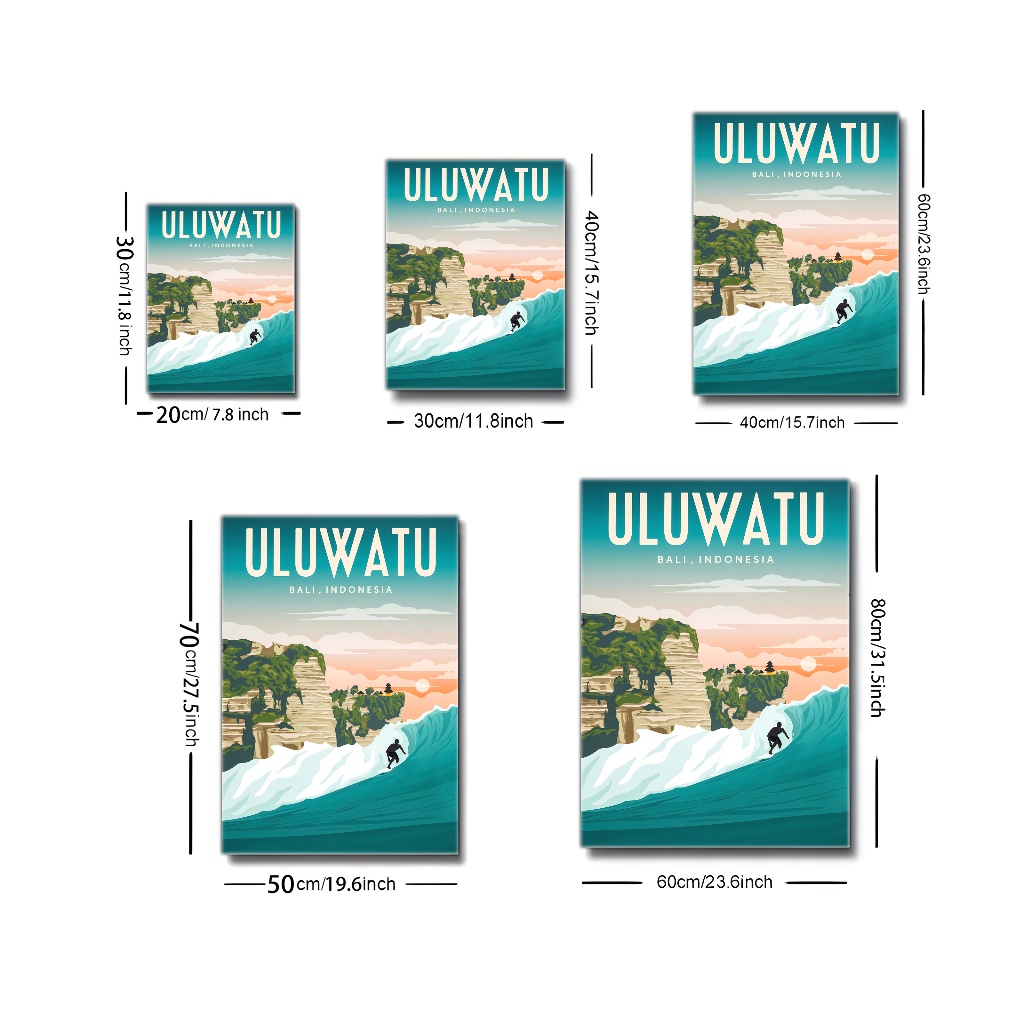 ULUWATU
BALI, INDONESIA
30cm/11.8 inch
20cm/ 7.8 inch
ULUWATU
BALI, INDONESIA
40cm/15.7inch
30cm/11.8inch
ULUWATU
BALI, INDONESIA
60cm/23.6inch
40cm/15.7inch
ULUWATU
BALI, INDONESIA
70cm/27.5inch
50cm/19.6inch
ULUWATU
BALI, INDONESIA
80cm/31.5inch
60cm/23.6inch